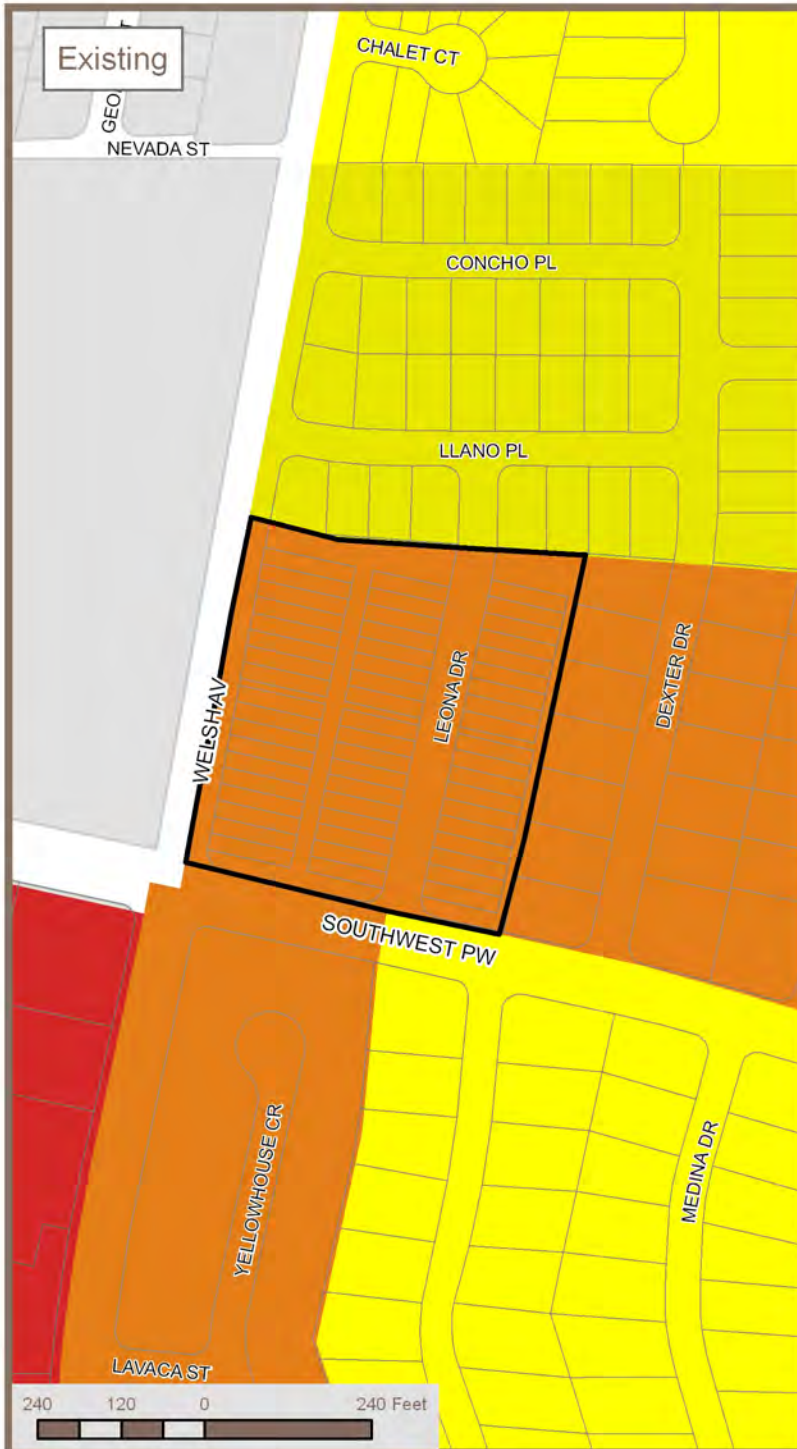 Existing
CHALET CT
NEVADA ST
CONCHO PL
LLANO PL
WELSH AV
LEONA DR
DEXTER DR
SOUTHWEST PW
YELLOWHOUSE CR
MEDINA DR
LAVACA ST
240 120 0 240 Feet